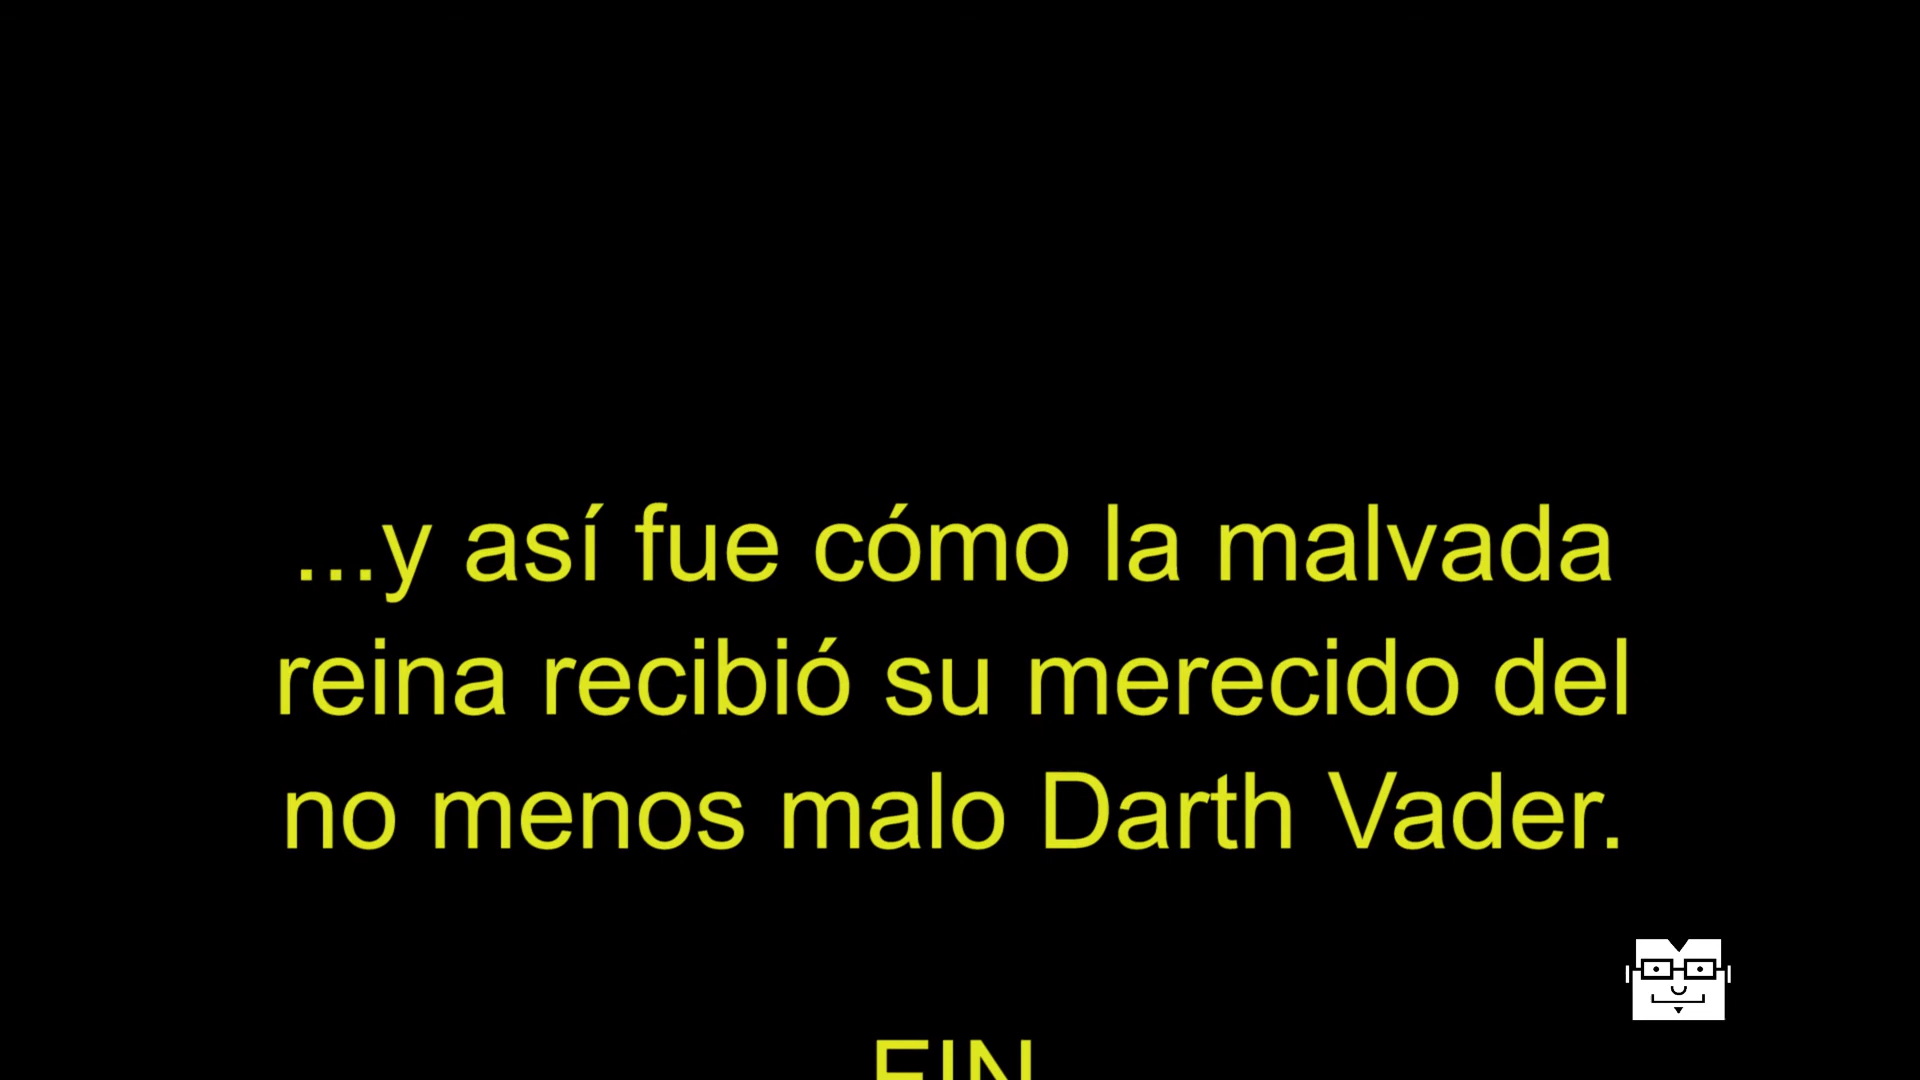 ...y así fue cómo la malvada
reina recibió su merecido del
no menos malo Darth Vader.
FIN